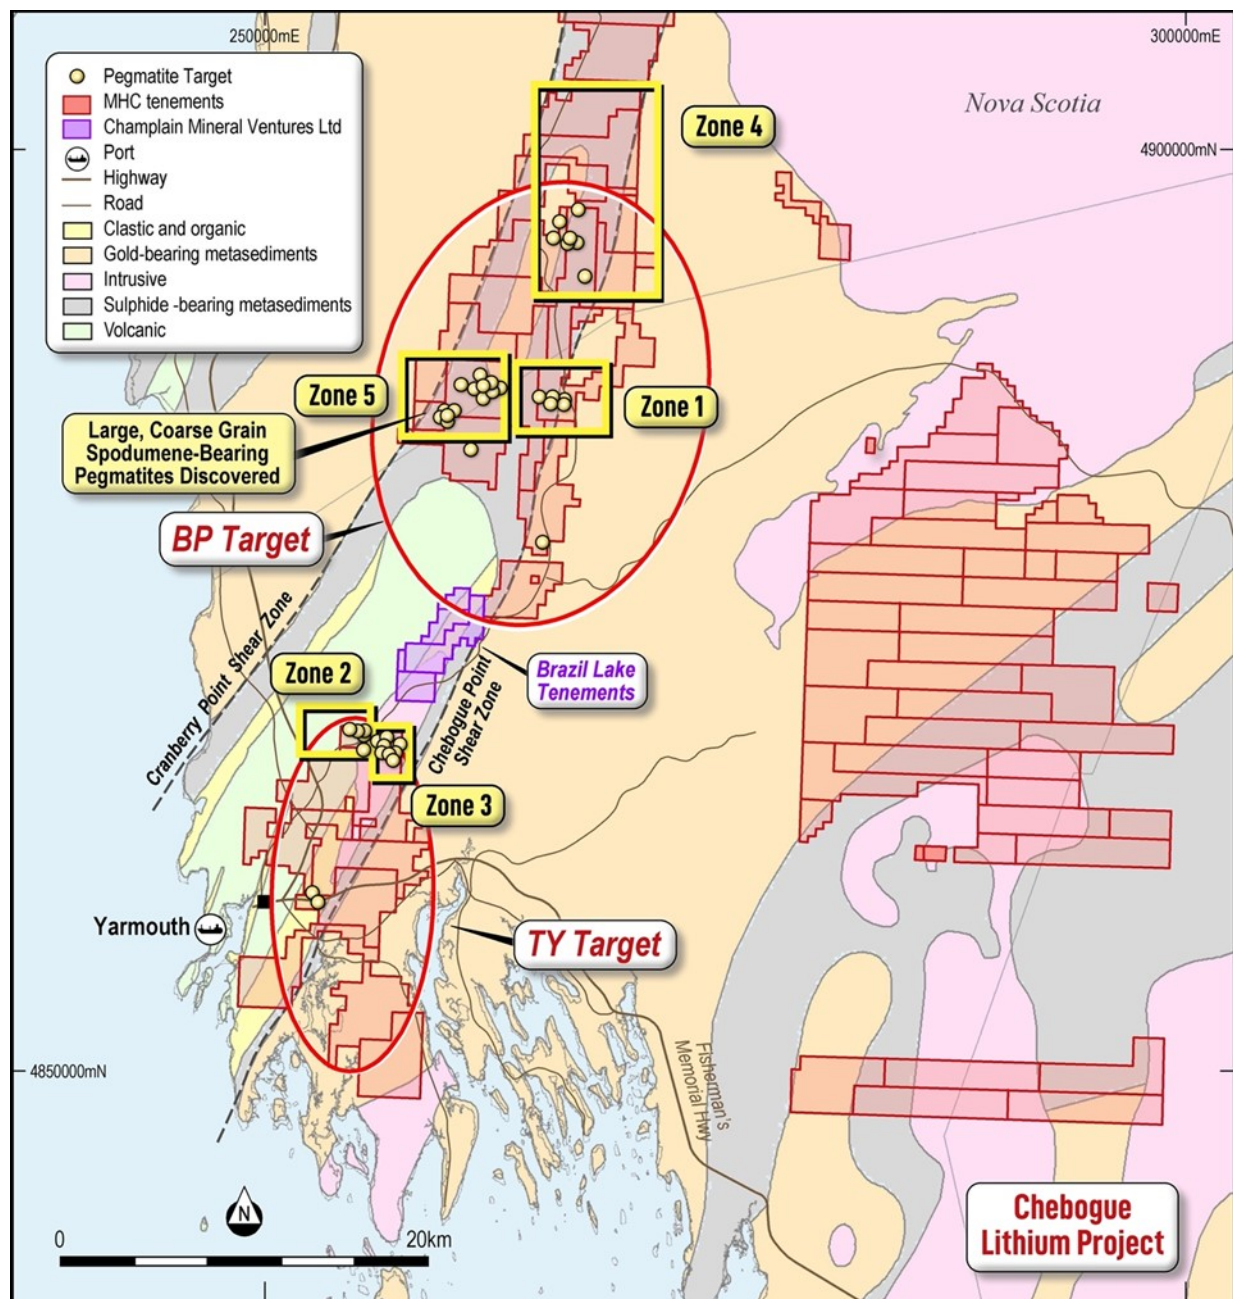 250000mE
300000mE
Pegmatite Target
MHC tenements
Champlain Mineral Ventures Ltd
Port
Highway
Road
Clastic and organic
Gold-bearing metasediments
Intrusive
Sulphide -bearing metasediments
Volcanic
Nova Scotia
Zone 4
4900000mN
Zone 5
Zone 1
Large, Coarse Grain
Spodumene-Bearing
Pegmatites Discovered
BP Target
Cranberry Point Shear Zone
Zone 2
Chebogue Point
Shear Zone
Brazil Lake
Tenements
Zone 3
Yarmouth
TY Target
4850000mN
Fisherman's
Memorial Hwy
N
0
20km
Chebogue
Lithium Project